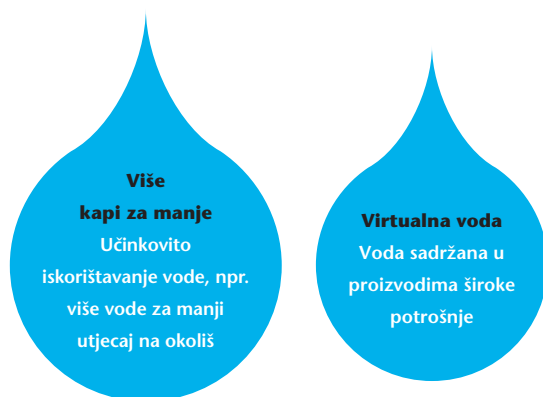 Više
kapi za manje
Učinkovito
iskorištavanje vode, npr.
više vode za manji
utjecaj na okoliš
Virtualna voda
Voda sadržana u
proizvodima široke
potrošnje